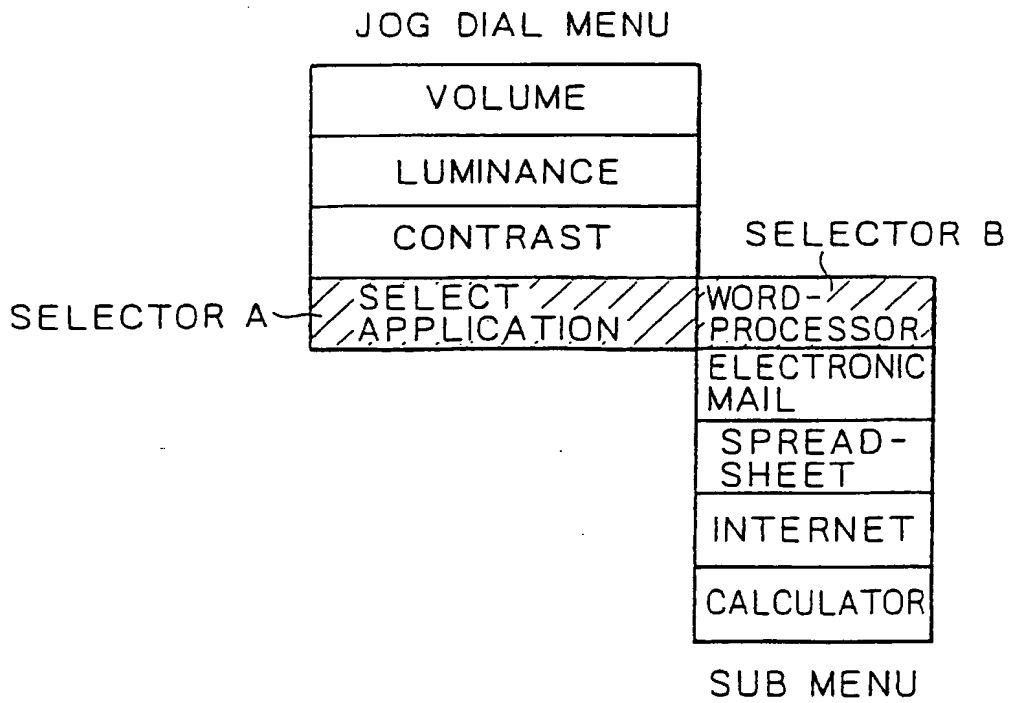 JOG DIAL MENU
VOLUME
LUMINANCE
CONTRAST
SELECTOR B
SELECTOR A
SELECT
APPLICATION
WORD-
PROCESSOR
ELECTRONIC
MAIL
SPREAD-
SHEET
INTERNET
CALCULATOR
SUB MENU